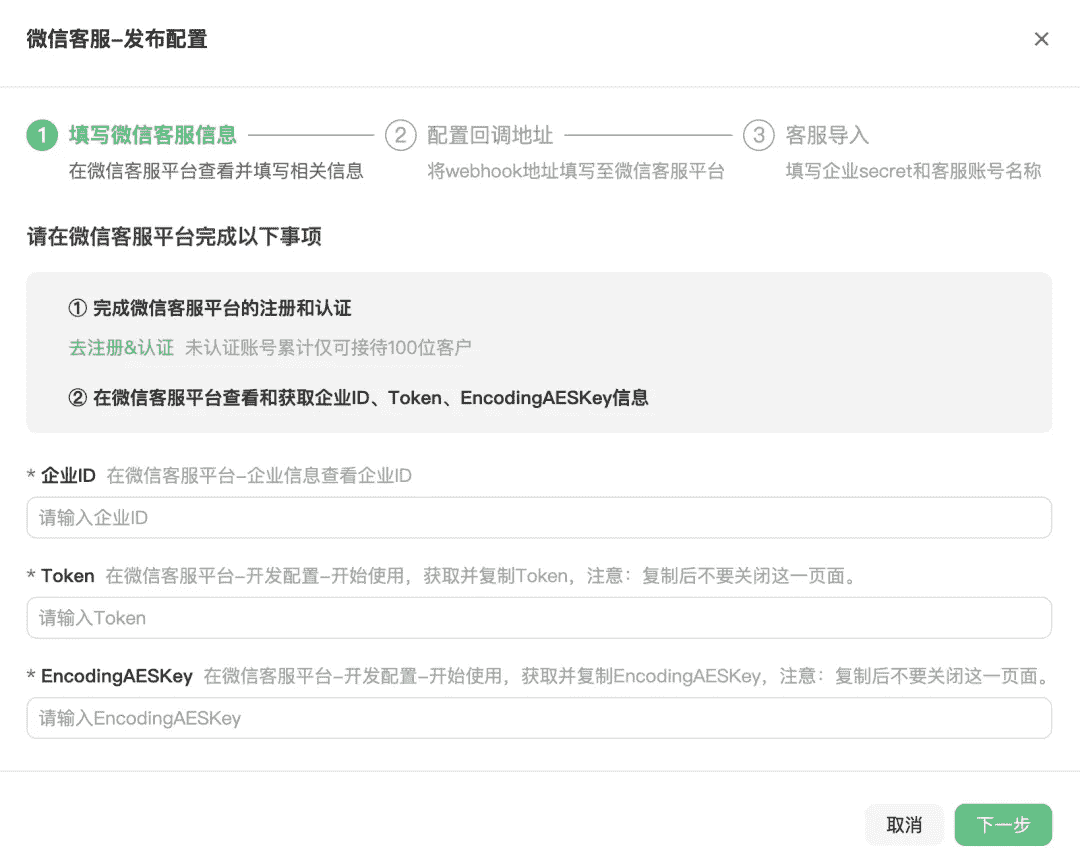 微信客服–发布配置
1 填写微信客服信息 2 配置回调地址 3 客服导入
在微信客服平台查看并填写相关信息 将webhook地址填写至微信客服平台 填写企业secret和客服账号名称
请在微信客服平台完成以下事项
① 完成微信客服平台的注册和认证
去注册&认证 未认证账号累计仅可接待100位客户
② 在微信客服平台查看和获取企业ID、Token、EncodingAESKey信息
* 企业ID 在微信客服平台–企业信息查看企业ID
请输入企业ID
* Token 在微信客服平台–开发配置–开始使用，获取并复制Token，注意：复制后不要关闭这一页面。
请输入Token
* EncodingAESKey 在微信客服平台–开发配置–开始使用，获取并复制EncodingAESKey，注意：复制后不要关闭这一页面。
请输入EncodingAESKey
取消 下一步